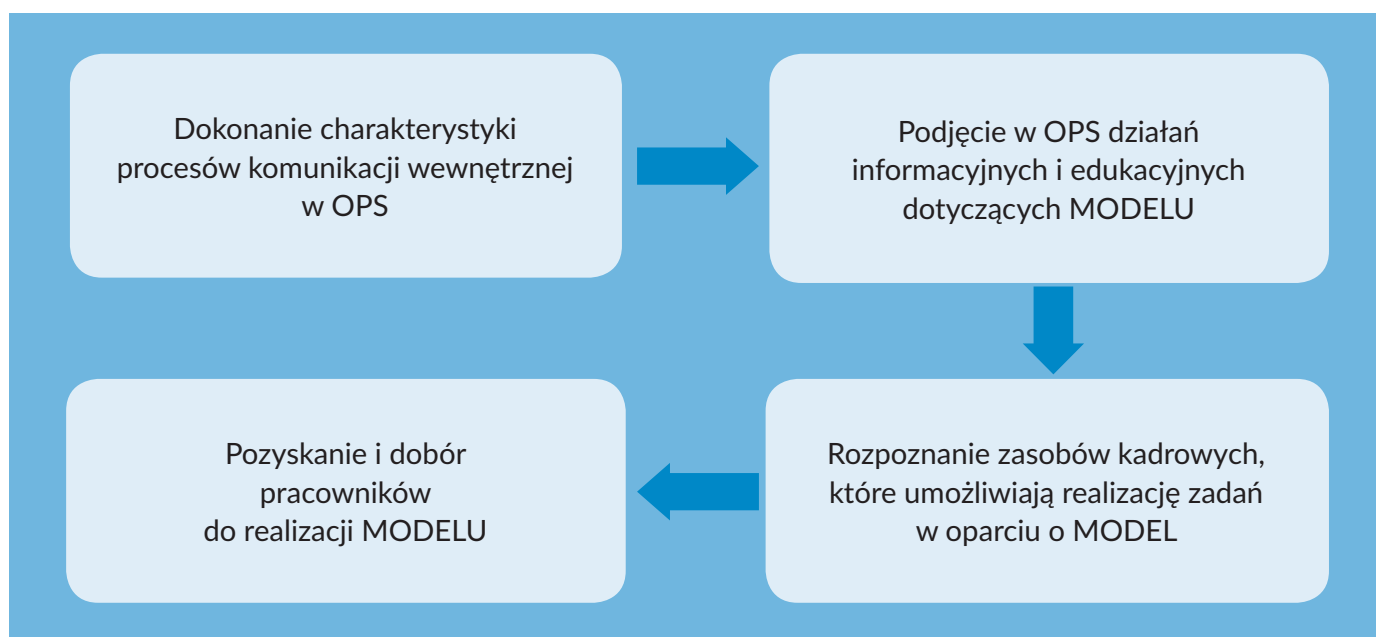 Dokonanie charakterystyki
procesów komunikacji wewnętrznej
w OPS
Podjęcie w OPS działań
informacyjnych i edukacyjnych
dotyczących MODELU
Rozpoznanie zasobów kadrowych,
które umożliwiają realizację zadań
w oparciu o MODEL
Pozyskanie i dobór
pracowników
do realizacji MODELU